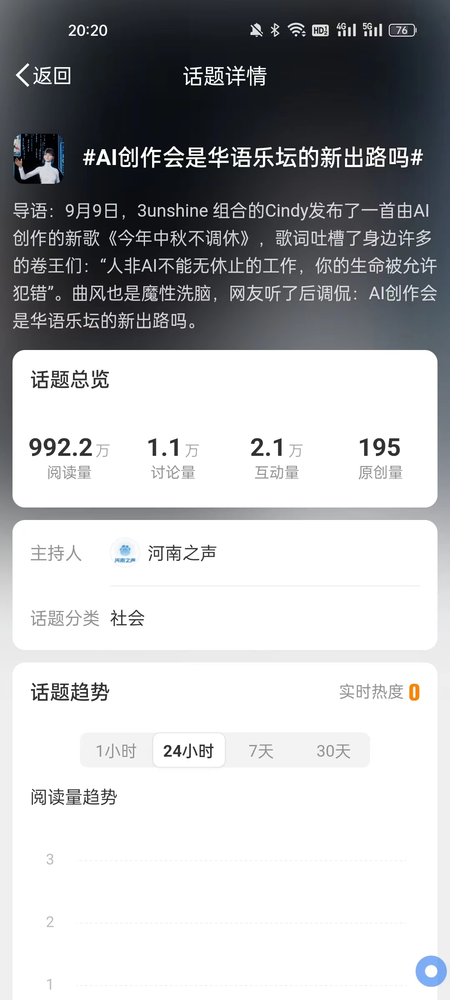 20:20
HD 1 2 4G 5G 76
返回
话题详情
#AI创作会是华语乐坛的新出路吗#
导语：9月9日，3unshine 组合的Cindy发布了一首由AI
创作的新歌《今年中秋不调休》，歌词吐槽了身边许多
的卷王们：“人非AI不能无休止的工作，你的生命被允许
犯错”。曲风也是魔性洗脑，网友听了后调侃：AI创作会
是华语乐坛的新出路吗。
话题总览
992.2万 1.1万 2.1万 195
阅读量 讨论量 互动量 原创量
主持人 河南之声 河南之声
话题分类 社会
话题趋势 实时热度 0
1小时 24小时 7天 30天
阅读量趋势
3
2
1